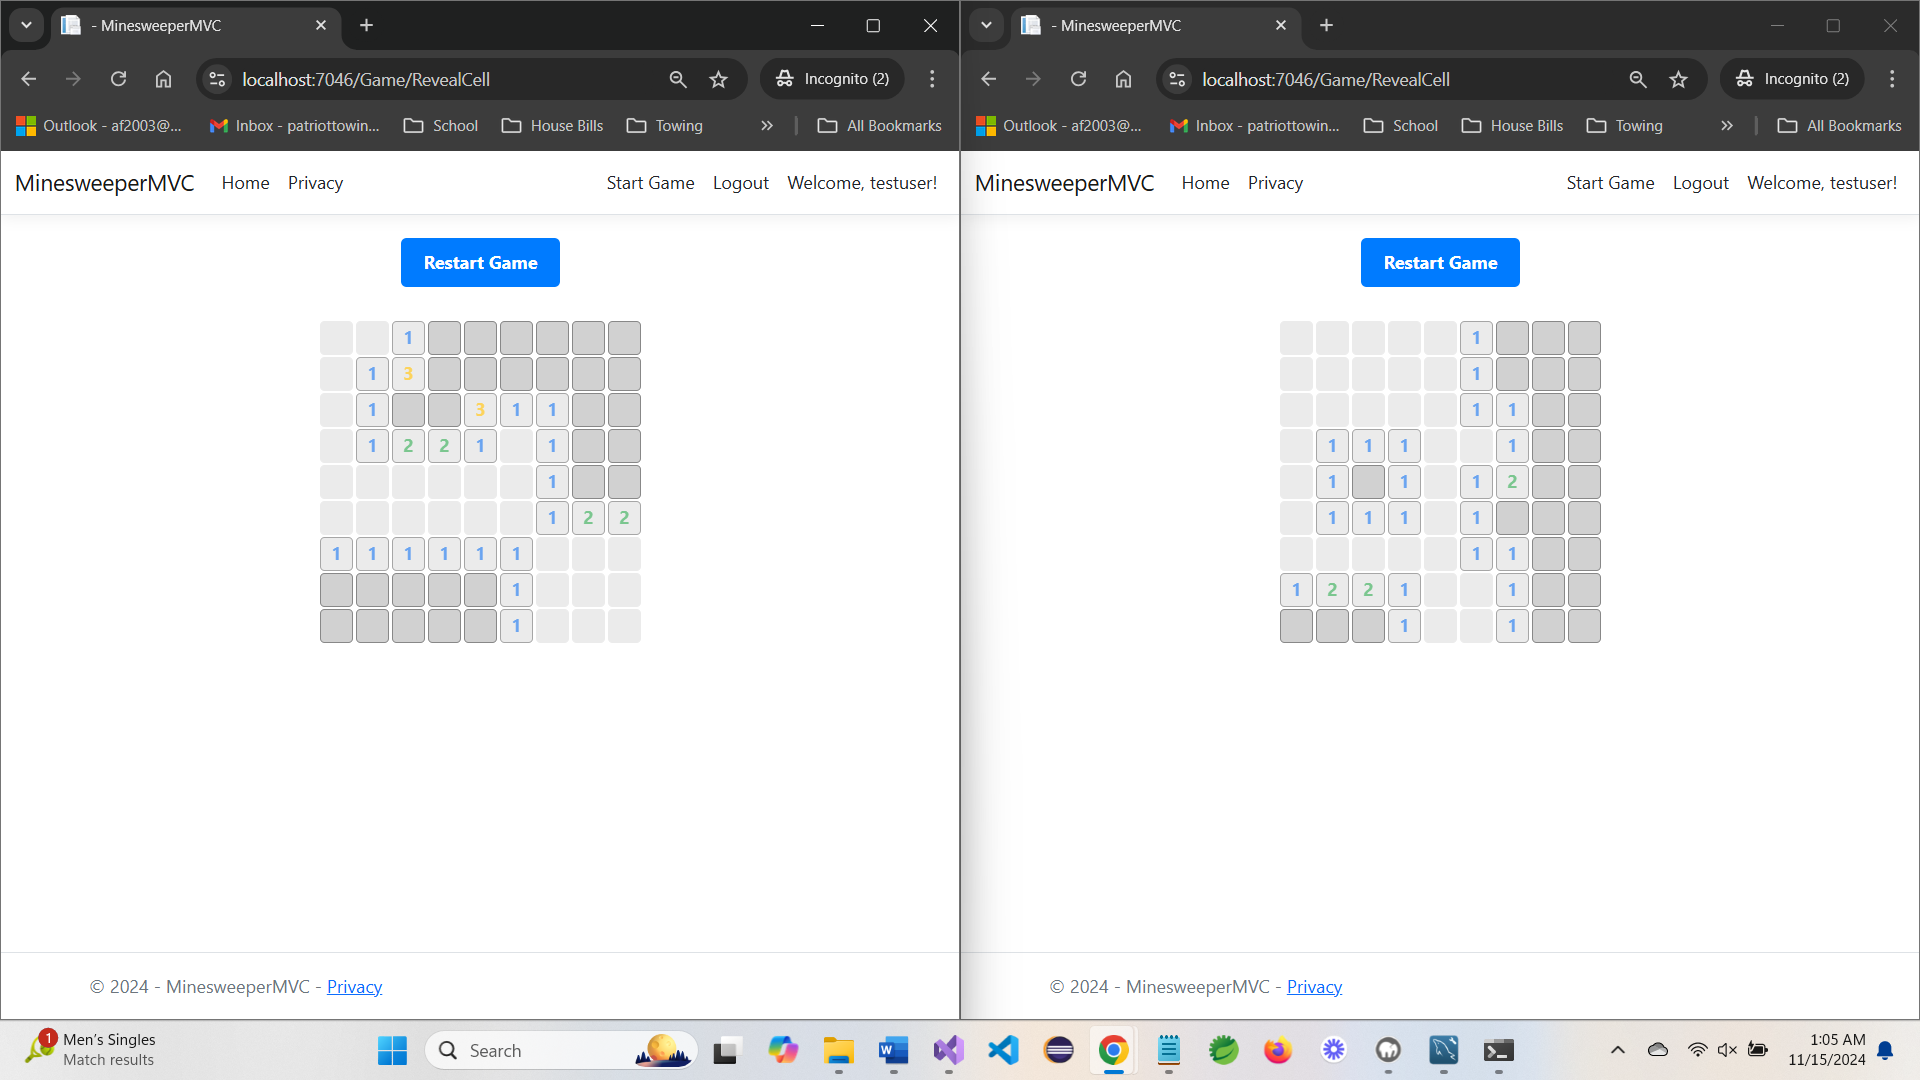 - MinesweeperMVC
localhost:7046/Game/RevealCell
Incognito (2)
Outlook - af2003@... Inbox - patriottowin... School House Bills Towing » All Bookmarks
MinesweeperMVC Home Privacy Start Game Logout Welcome, testuser!
Restart Game
1
1 3
1 3 1 1
1 2 2 1 1
1
1 2 2
1 1 1 1 1 1
1
1
© 2024 - MinesweeperMVC - Privacy
- MinesweeperMVC
localhost:7046/Game/RevealCell
Incognito (2)
Outlook - af2003@... Inbox - patriottowin... School House Bills Towing » All Bookmarks
MinesweeperMVC Home Privacy Start Game Logout Welcome, testuser!
Restart Game
1
1
1 1
1 1 1 1
1 1 1 2
1 1 1 1
1 1
1 2 2 1 1
1 1
© 2024 - MinesweeperMVC - Privacy
1
Men's Singles
Match results
Search
1:05 AM
11/15/2024